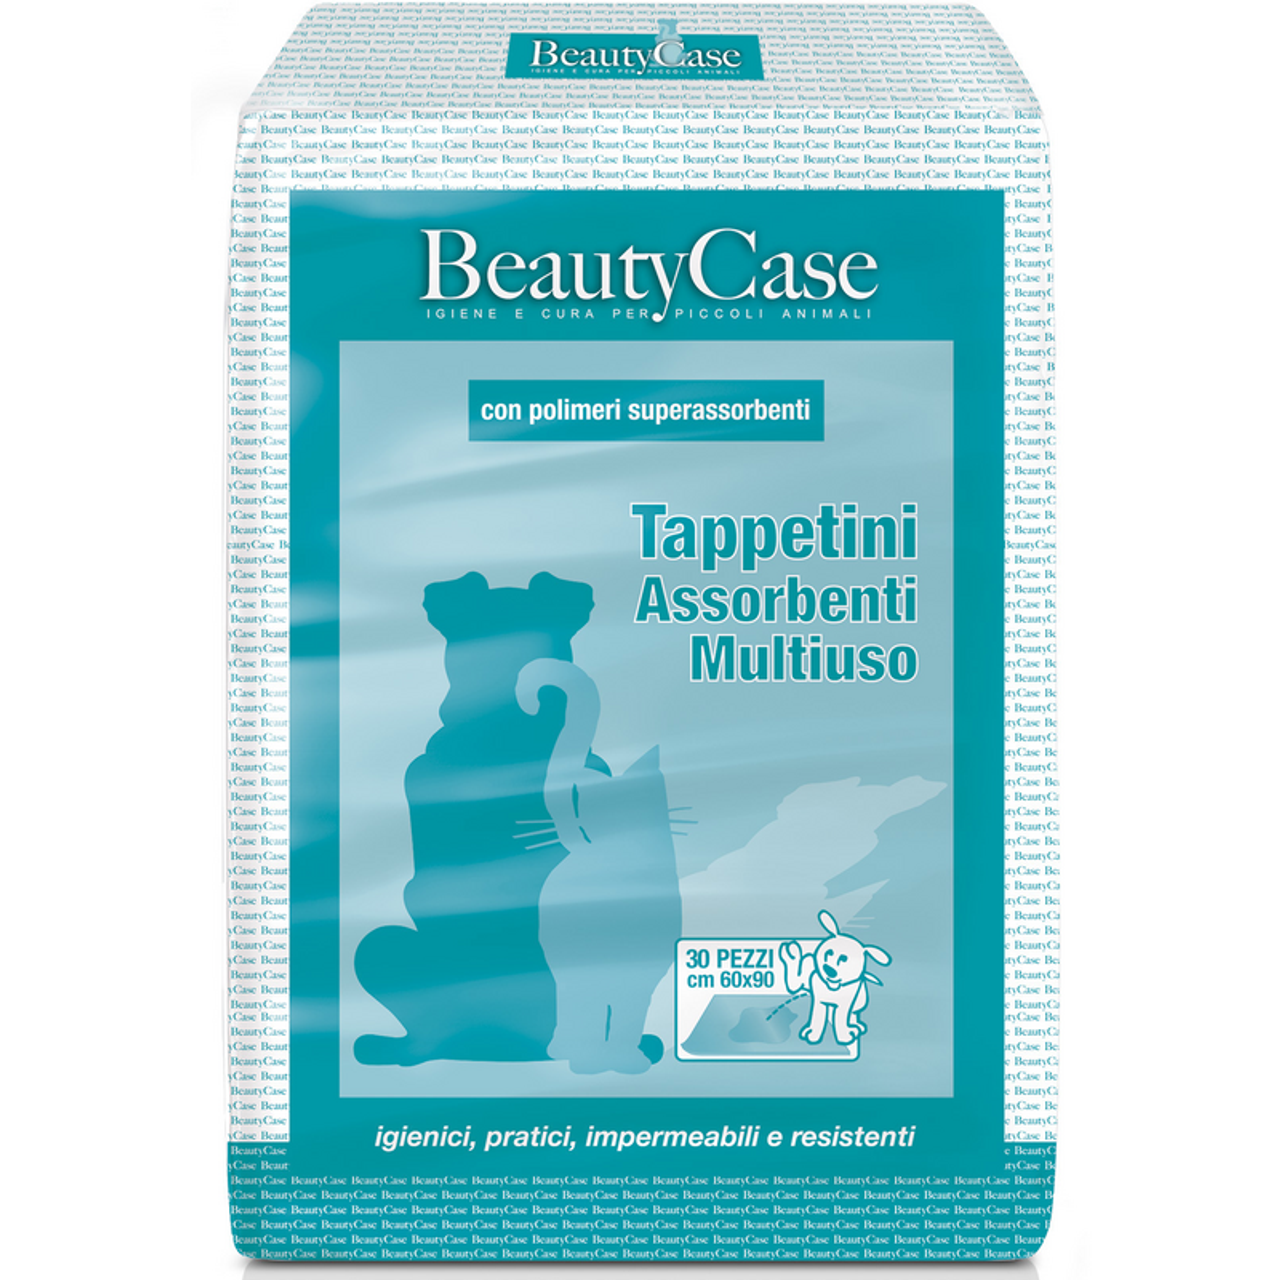 BeautyCase
IGIENE E CURA PER PICCOLI ANIMALI
BeautyCase
IGIENE E CURA PER PICCOLI ANIMALI
con polimeri superassorbenti
Tappetini
Assorbenti
Multiuso
30 PEZZI
cm 60x90
igienici, pratici, impermeabili e resistenti